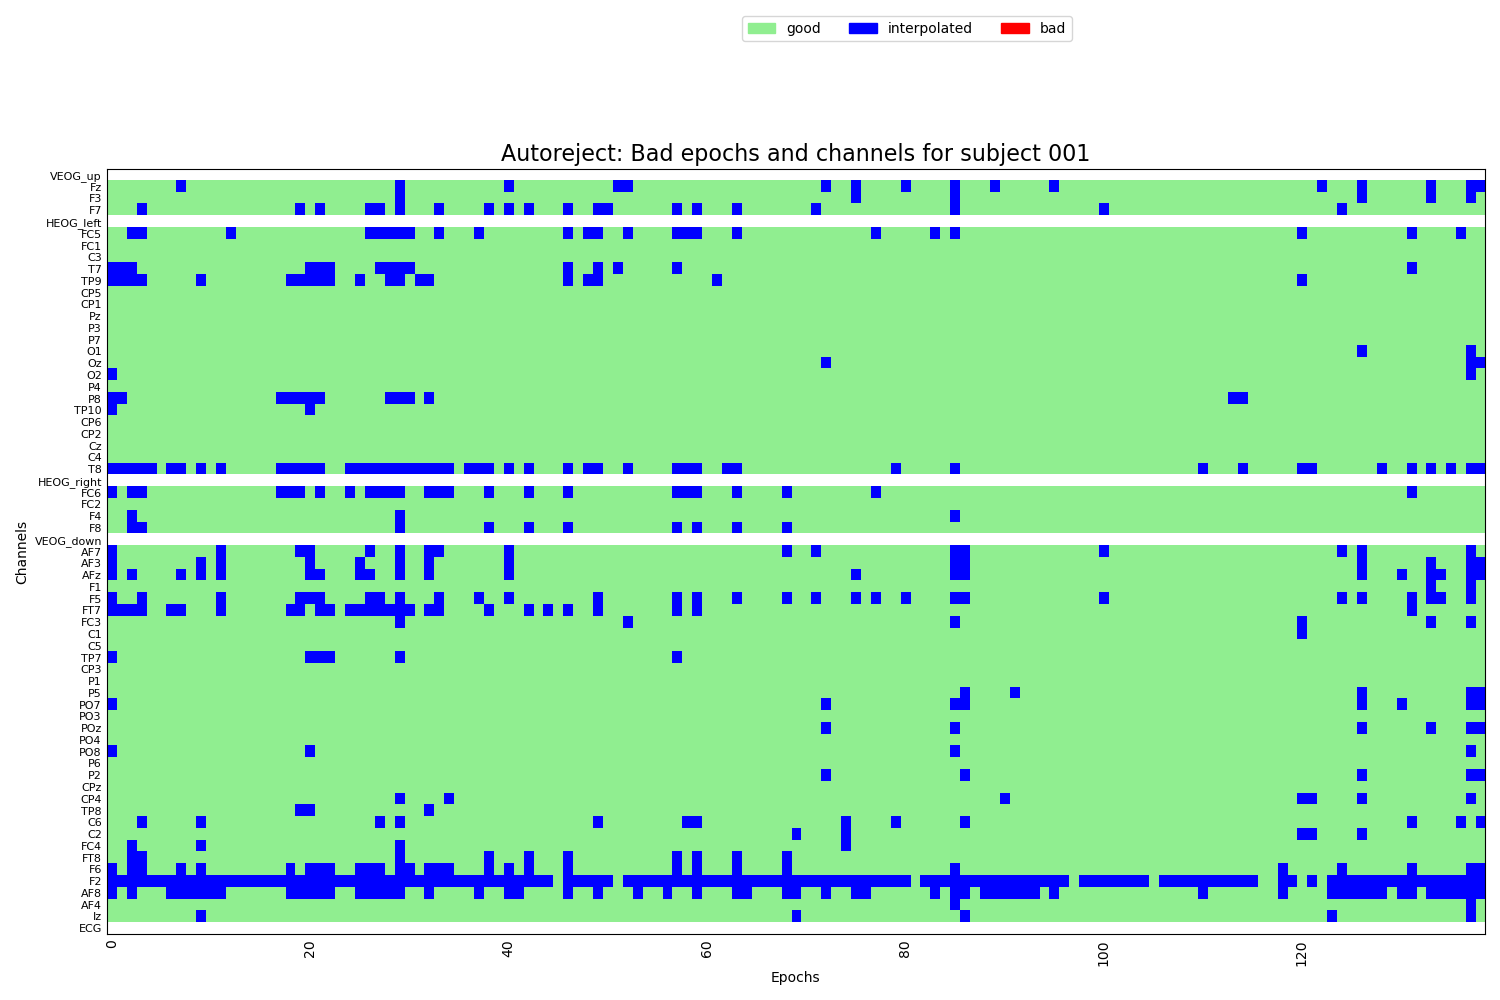 good interpolated bad
Autoreject: Bad epochs and channels for subject 001
Channels
VEOG_up
Fz
F3
F7
HEOG_left
FC5
FC1
C3
T7
TP9
CP5
CP1
Pz
P3
P7
O1
Oz
O2
P4
P8
TP10
CP6
CP2
Cz
C4
T8
HEOG_right
FC6
FC2
F4
F8
VEOG_down
AF7
AF3
AFz
F1
F5
FT7
FC3
C1
C5
TP7
CP3
P1
P5
PO7
PO3
POz
PO4
PO8
P6
P2
CPz
CP4
TP8
C6
C2
FC4
FT8
F6
F2
AF8
AF4
Iz
ECG
0 20 40 60 80 100 120
Epochs